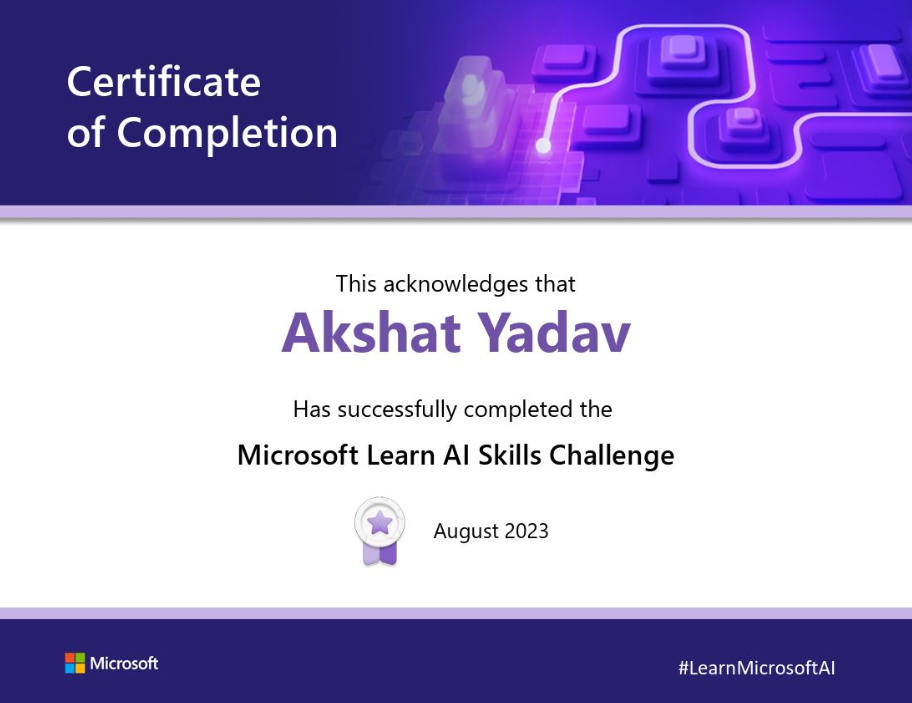 Certificate
of Completion
This acknowledges that
Akshat Yadav
Has successfully completed the
Microsoft Learn AI Skills Challenge
August 2023
Microsoft
#LearnMicrosoftAI